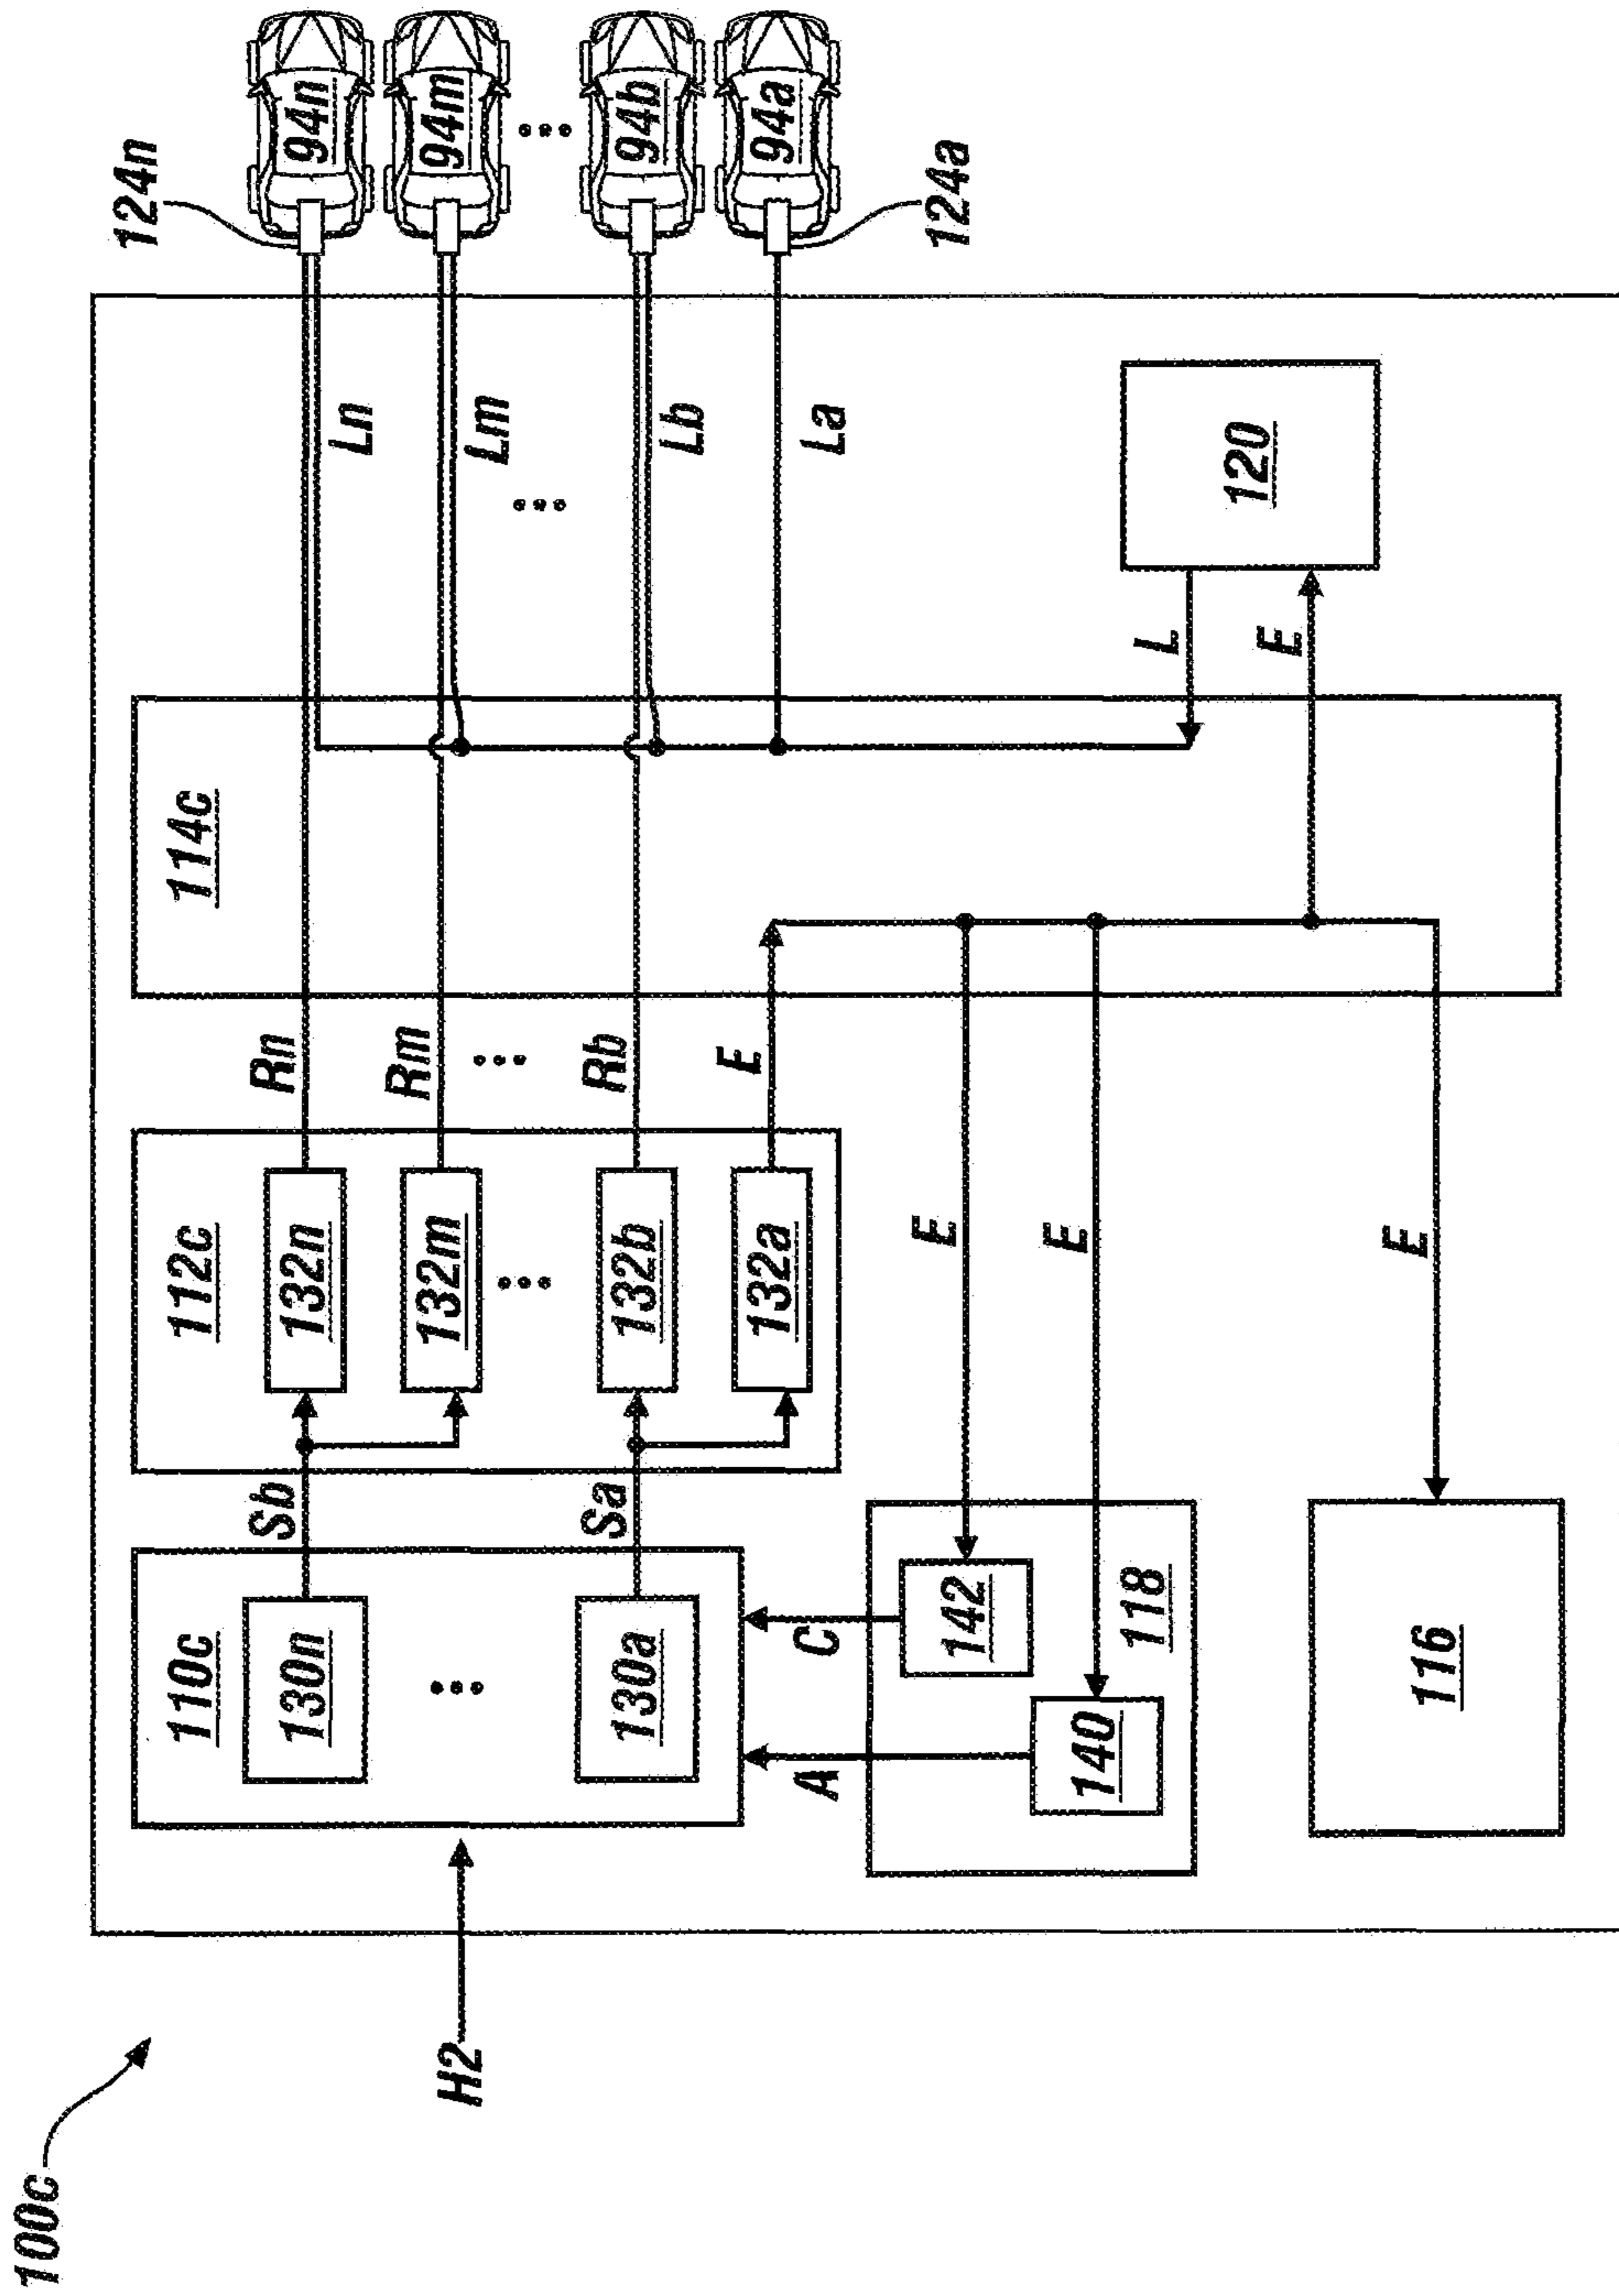 100c
H2
110c
130n
...
130a
Sb
Sa
A
C
118
140
142
116
112c
132n
132m
...
132b
132a
Rn
Rm
...
Rb
E
E
E
E
114c
L
E
120
Ln
Lm
...
Lb
La
124n
124a
94n
94m
...
94b
94a